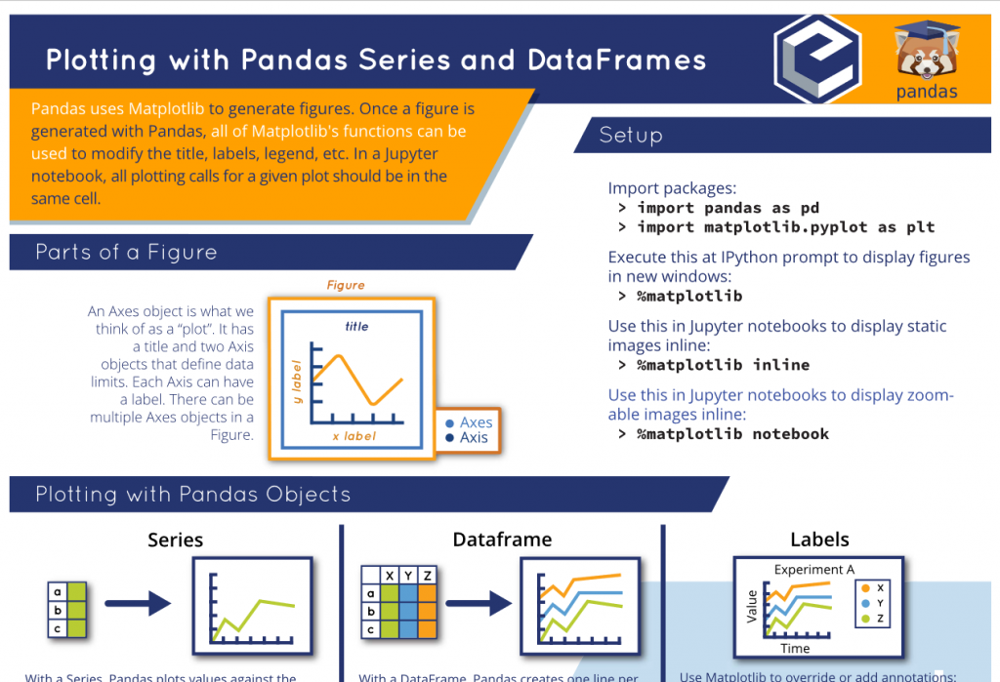 Plotting with Pandas Series and DataFrames
pandas
Pandas uses Matplotlib to generate figures. Once a figure is
generated with Pandas, all of Matplotlib's functions can be
used to modify the title, labels, legend, etc. In a Jupyter
notebook, all plotting calls for a given plot should be in the
same cell.
Setup
Import packages:
> import pandas as pd
> import matplotlib.pyplot as plt
Execute this at IPython prompt to display figures
in new windows:
> %matplotlib
Use this in Jupyter notebooks to display static
images inline:
> %matplotlib inline
Use this in Jupyter notebooks to display zoom-
able images inline:
> %matplotlib notebook
Parts of a Figure
An Axes object is what we
think of as a “plot”. It has
a title and two Axis
objects that define data
limits. Each Axis can have
a label. There can be
multiple Axes objects in a
Figure.
Figure
title
y label
x label
Axes
Axis
Plotting with Pandas Objects
Series
a
b
c
With a Series, Pandas plots values against the
Dataframe
X Y Z
a
b
c
With a DataFrame, Pandas creates one line per
Labels
Experiment A
Value
Time
X
Y
Z
Use Matplotlib to override or add annotations: